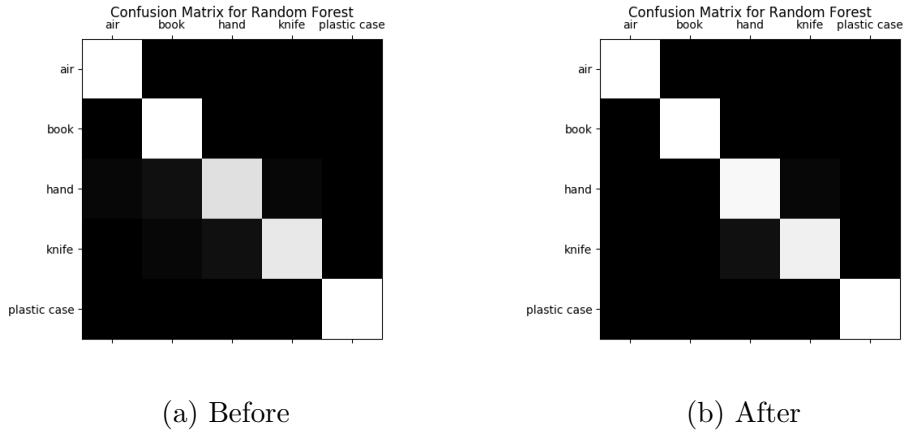 Confusion Matrix for Random Forest
air book hand knife plastic case
air
book
hand
knife
plastic case
(a) Before
Confusion Matrix for Random Forest
air book hand knife plastic case
air
book
hand
knife
plastic case
(b) After